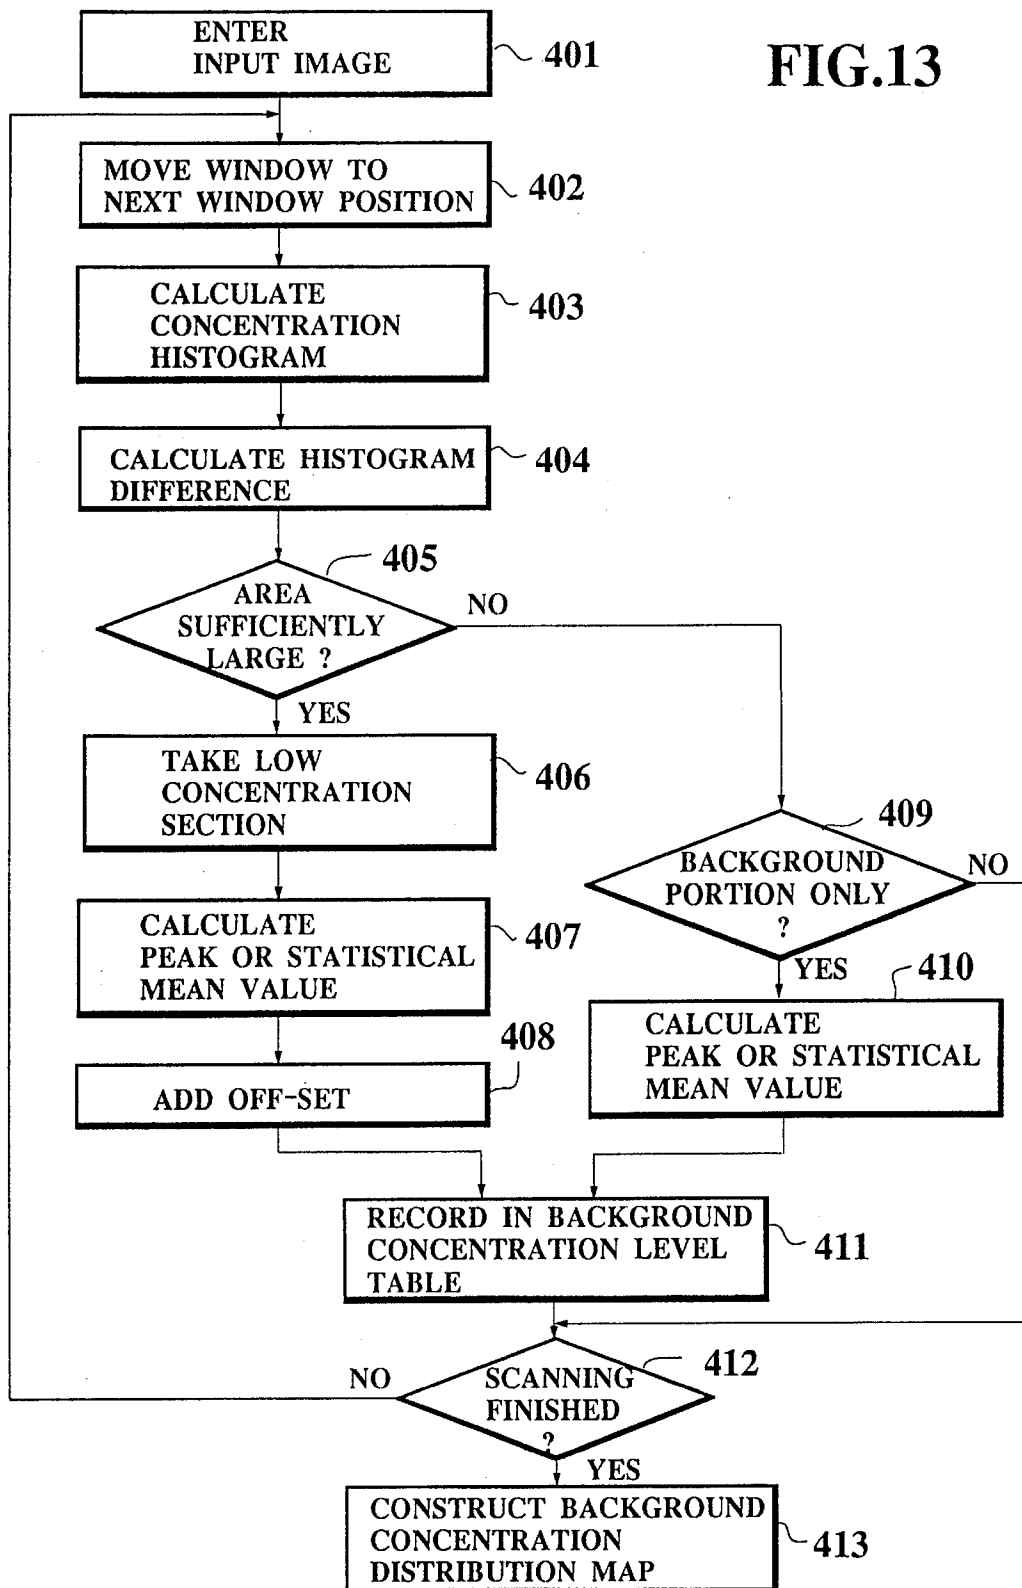 ENTER
INPUT IMAGE
401
FIG.13
MOVE WINDOW TO
NEXT WINDOW POSITION
402
CALCULATE
CONCENTRATION
HISTOGRAM
403
CALCULATE HISTOGRAM
DIFFERENCE
404
405
AREA
SUFFICIENTLY
LARGE ?
NO
YES
TAKE LOW
CONCENTRATION
SECTION
406
409
BACKGROUND
PORTION ONLY
?
NO
YES
CALCULATE
PEAK OR STATISTICAL
MEAN VALUE
407
410
CALCULATE
PEAK OR STATISTICAL
MEAN VALUE
408
ADD OFF-SET
RECORD IN BACKGROUND
CONCENTRATION LEVEL
TABLE
411
412
NO
SCANNING
FINISHED
?
YES
CONSTRUCT BACKGROUND
CONCENTRATION
DISTRIBUTION MAP
413